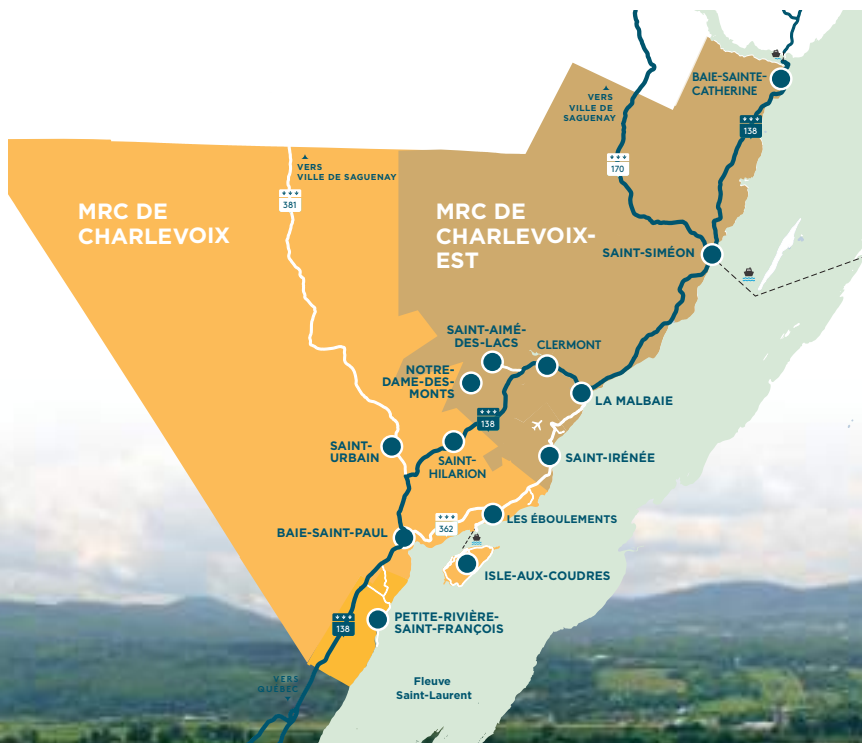 BAIE-SAINTE-
CATHERINE
VERS
VILLE DE
SAGUENAY
138
VERS
VILLE DE SAGUENAY
170
381
MRC DE
CHARLEVOIX
MRC DE
CHARLEVOIX-
EST
SAINT-SIMÉON
SAINT-AIMÉ-
DES-LACS
CLERMONT
NOTRE-
DAME-DES-
MONTS
LA MALBAIE
138
SAINT-
URBAIN
SAINT-
HILARION
SAINT-IRÉNÉE
LES ÉBOULEMENTS
362
BAIE-SAINT-PAUL
ISLE-AUX-COUDRES
PETITE-RIVIÈRE-
SAINT-FRANÇOIS
138
VERS
QUÉBEC
Fleuve
Saint-Laurent